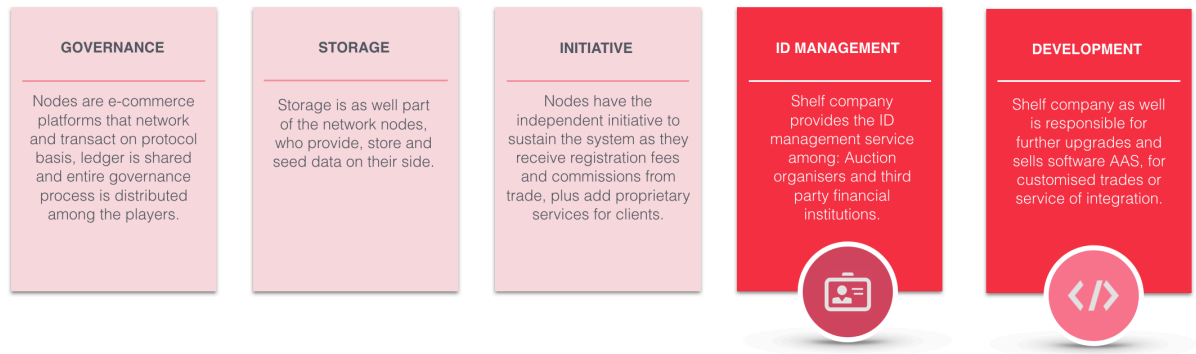 GOVERNANCE
Nodes are e-commerce
platforms that network
and transact on protocol
basis, ledger is shared
and entire governance
process is distributed
among the players.
STORAGE
Storage is as well part
of the network nodes,
who provide, store and
seed data on their side.
INITIATIVE
Nodes have the
independent initiative to
sustain the system as they
receive registration fees
and commissions from
trade, plus add proprietary
services for clients.
ID MANAGEMENT
Shelf company
provides the ID
management service
among: Auction
organisers and third
party financial
institutions.
DEVELOPMENT
Shelf company as well
is responsible for
further upgrades and
sells software AAS, for
customised trades or
service of integration.